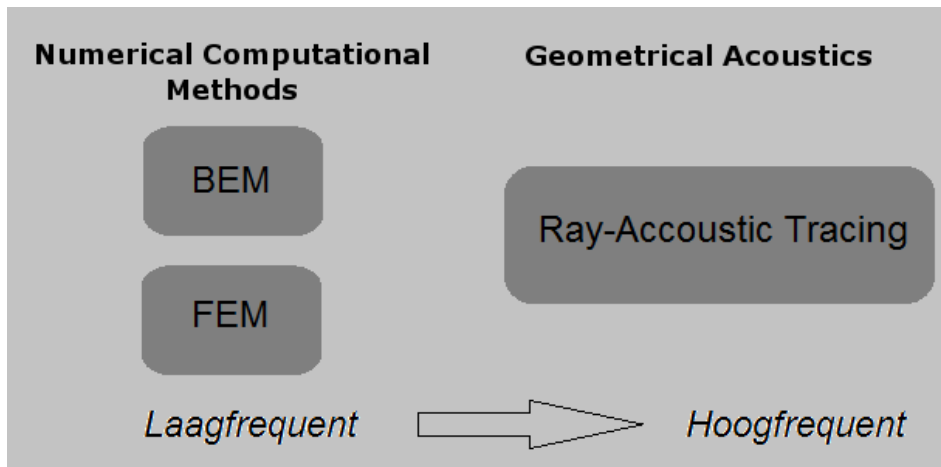 Numerical Computational
Methods
BEM
FEM
Geometrical Acoustics
Ray-Accoustic Tracing
Laagfrequent
Hoogfrequent